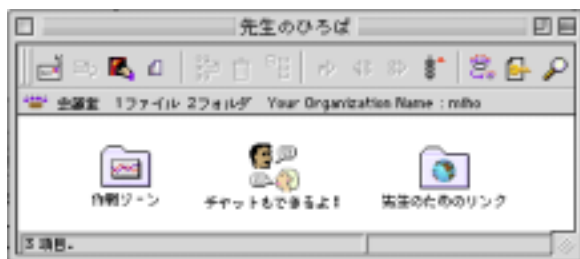 先生のひろば
会議室 1ファイル 2フォルダ Your Organization Name : miho
作戦ゾーン
チャットもできるよ！
先生のためのリンク
3 項目。